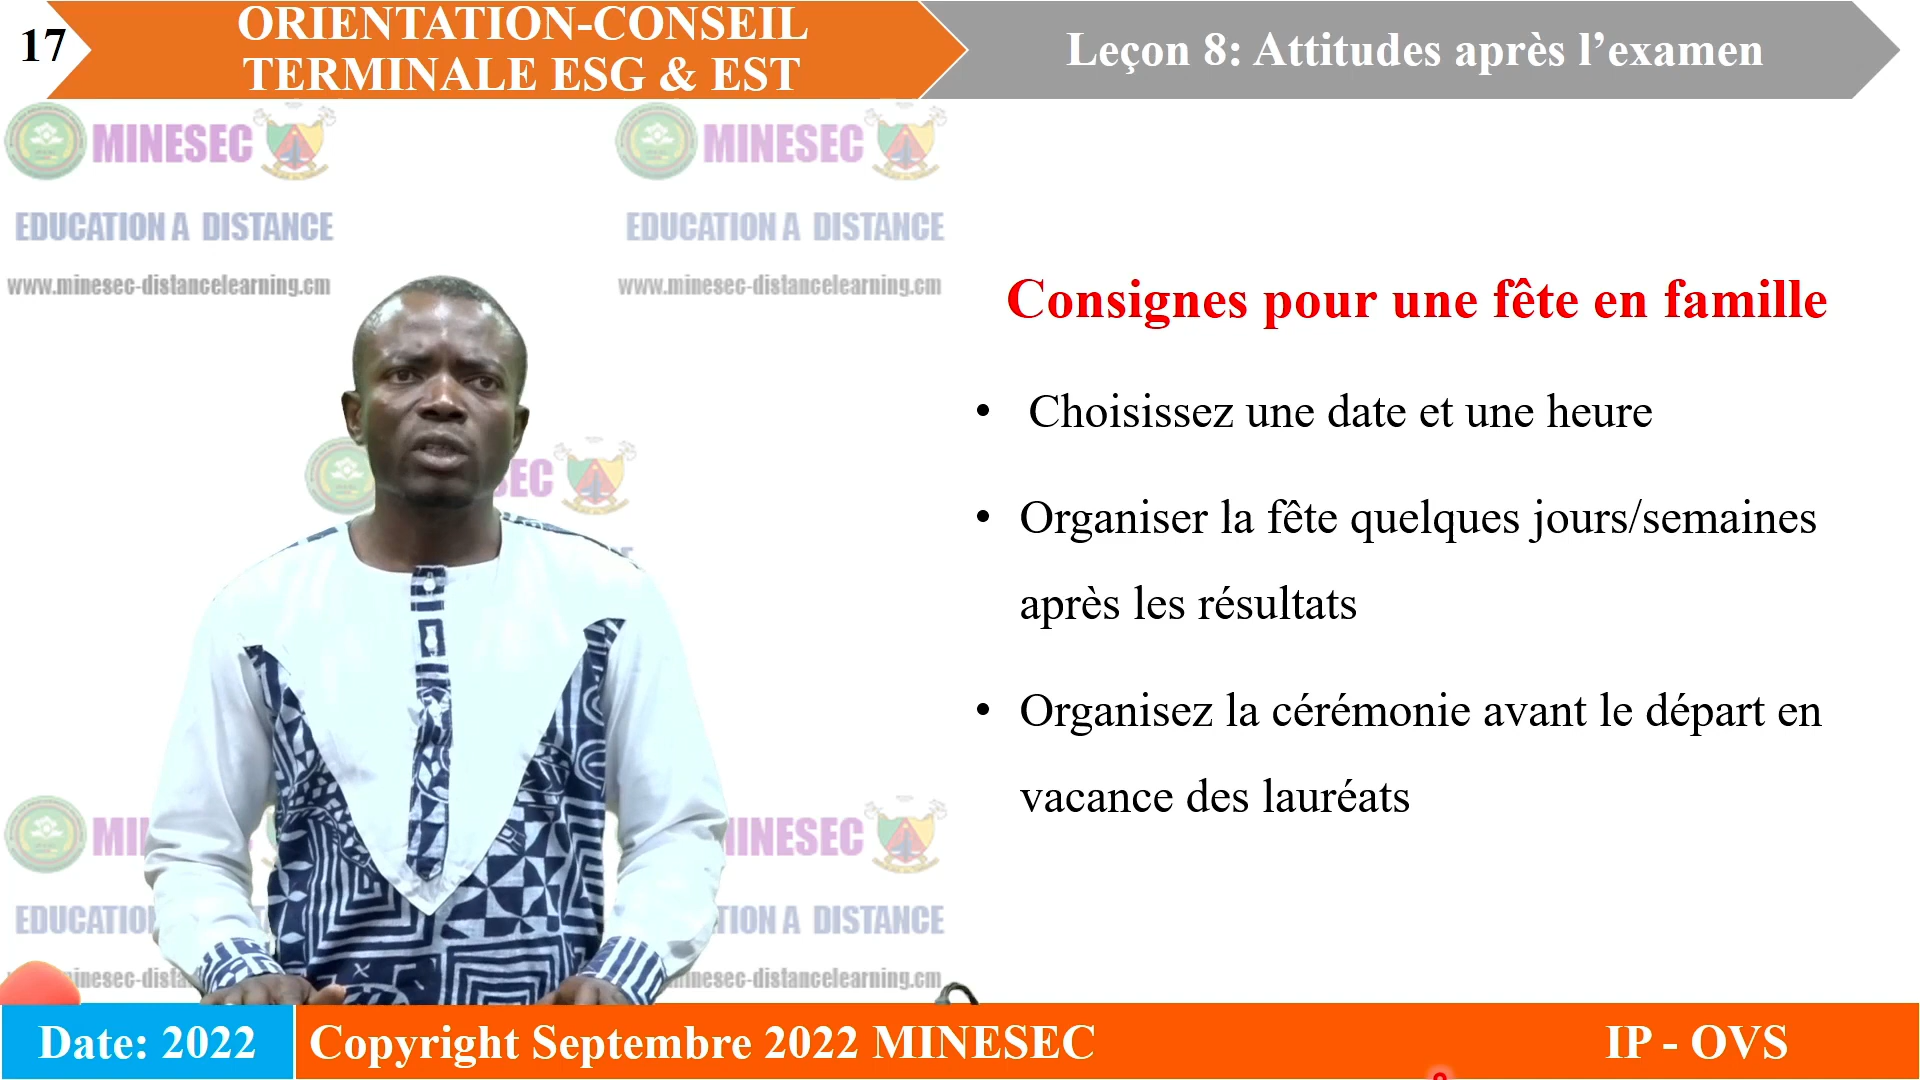 17
ORIENTATION-CONSEIL
TERMINALE ESG & EST
Leçon 8: Attitudes après l’examen
MINESEC
MINESEC
EDUCATION A DISTANCE
EDUCATION A DISTANCE
www.minesec-distancelearning.cm
www.minesec-distancelearning.cm
Consignes pour une fête en famille
• Choisissez une date et une heure
• Organiser la fête quelques jours/semaines
après les résultats
• Organisez la cérémonie avant le départ en
vacance des lauréats
Date: 2022
Copyright Septembre 2022 MINESEC
IP - OVS